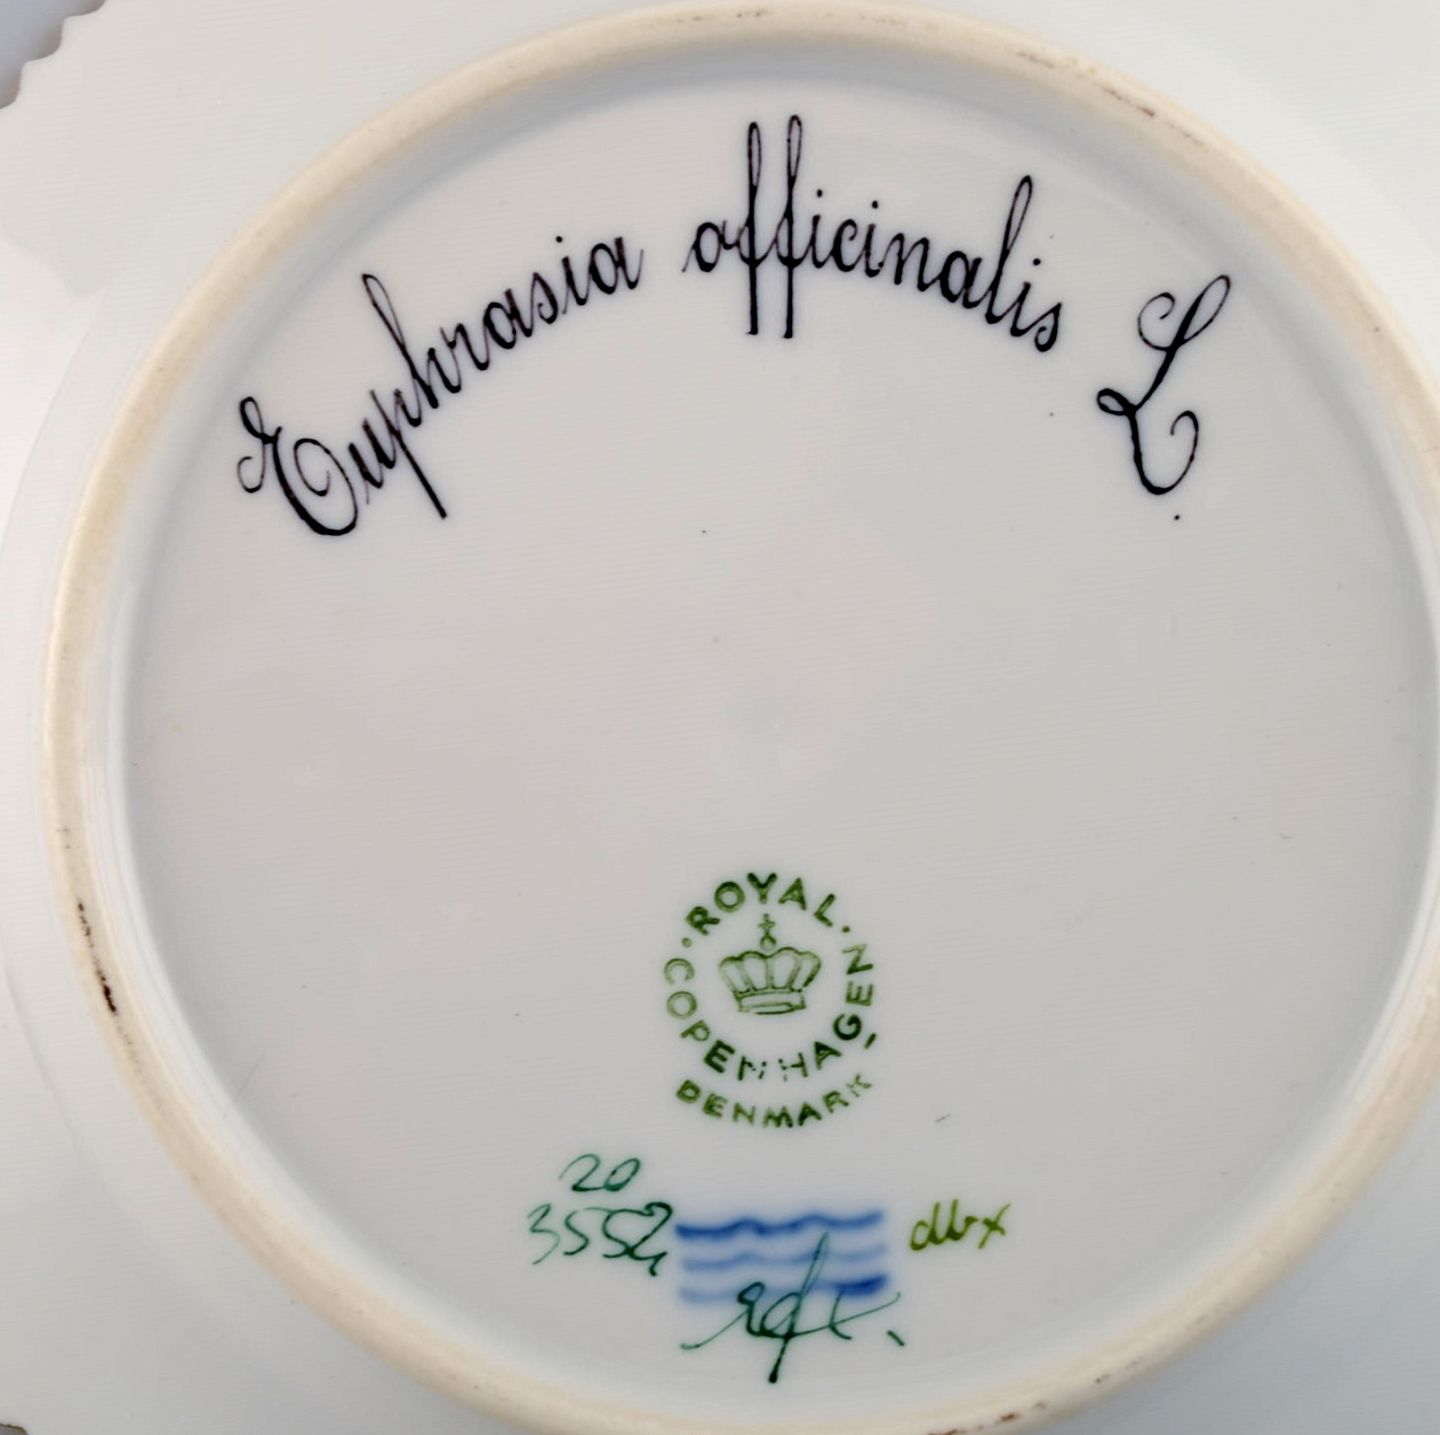 Euphrasia officinalis L.
ROYAL
COPENHAGEN
DENMARK
20
3552